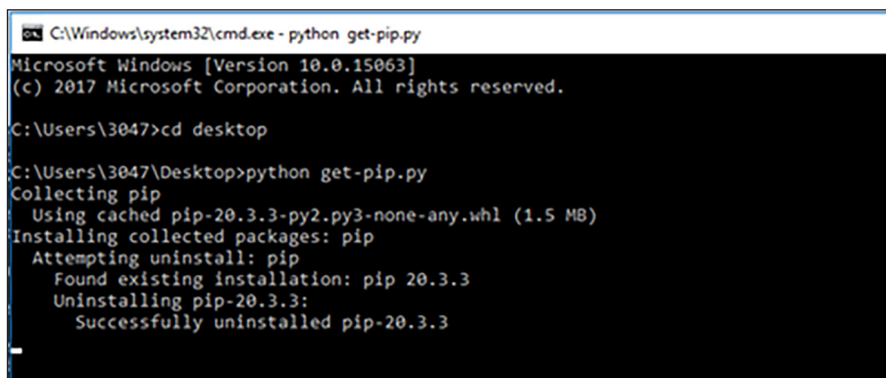 C:\Windows\system32\cmd.exe - python  get-pip.py
Microsoft Windows [Version 10.0.15063]
(c) 2017 Microsoft Corporation. All rights reserved.
C:\Users\3047>cd desktop
C:\Users\3047\Desktop>python get-pip.py
Collecting pip
  Using cached pip-20.3.3-py2.py3-none-any.whl (1.5 MB)
Installing collected packages: pip
  Attempting uninstall: pip
    Found existing installation: pip 20.3.3
    Uninstalling pip-20.3.3:
      Successfully uninstalled pip-20.3.3